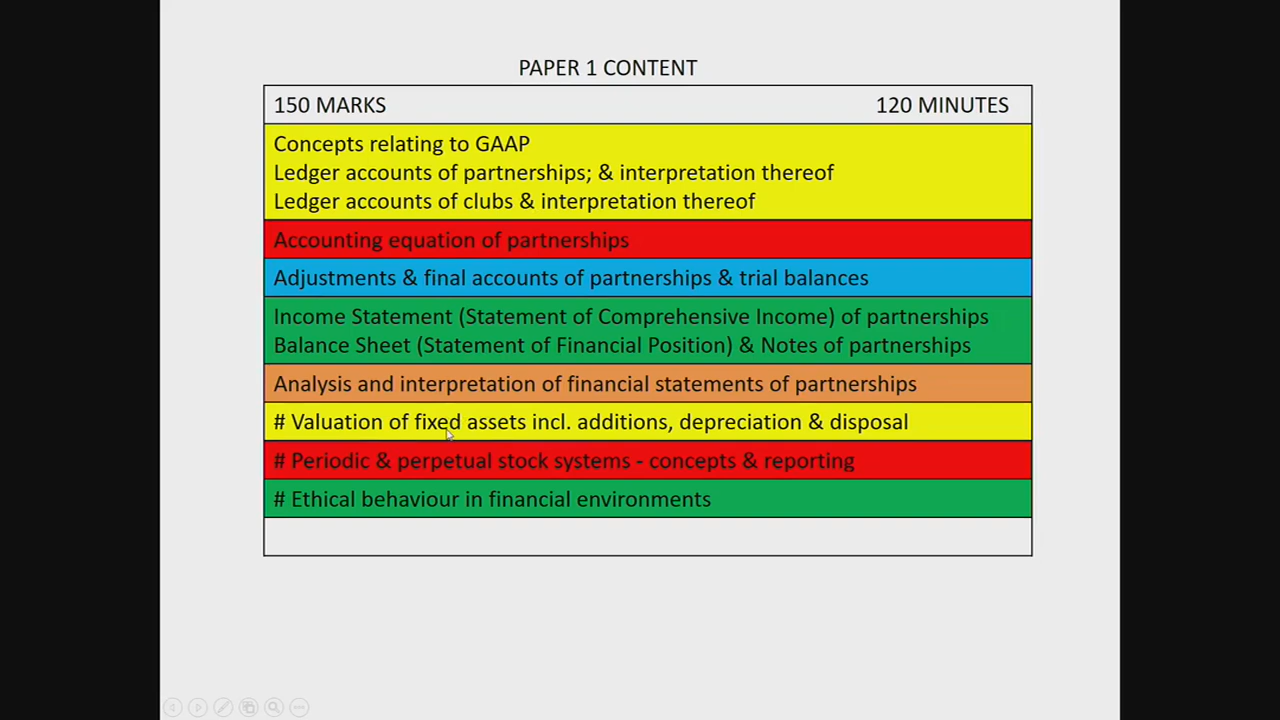 PAPER 1 CONTENT
150 MARKS 120 MINUTES
Concepts relating to GAAP
Ledger accounts of partnerships; & interpretation thereof
Ledger accounts of clubs & interpretation thereof
Accounting equation of partnerships
Adjustments & final accounts of partnerships & trial balances
Income Statement (Statement of Comprehensive Income) of partnerships
Balance Sheet (Statement of Financial Position) & Notes of partnerships
Analysis and interpretation of financial statements of partnerships
# Valuation of fixed assets incl. additions, depreciation & disposal
# Periodic & perpetual stock systems - concepts & reporting
# Ethical behaviour in financial environments